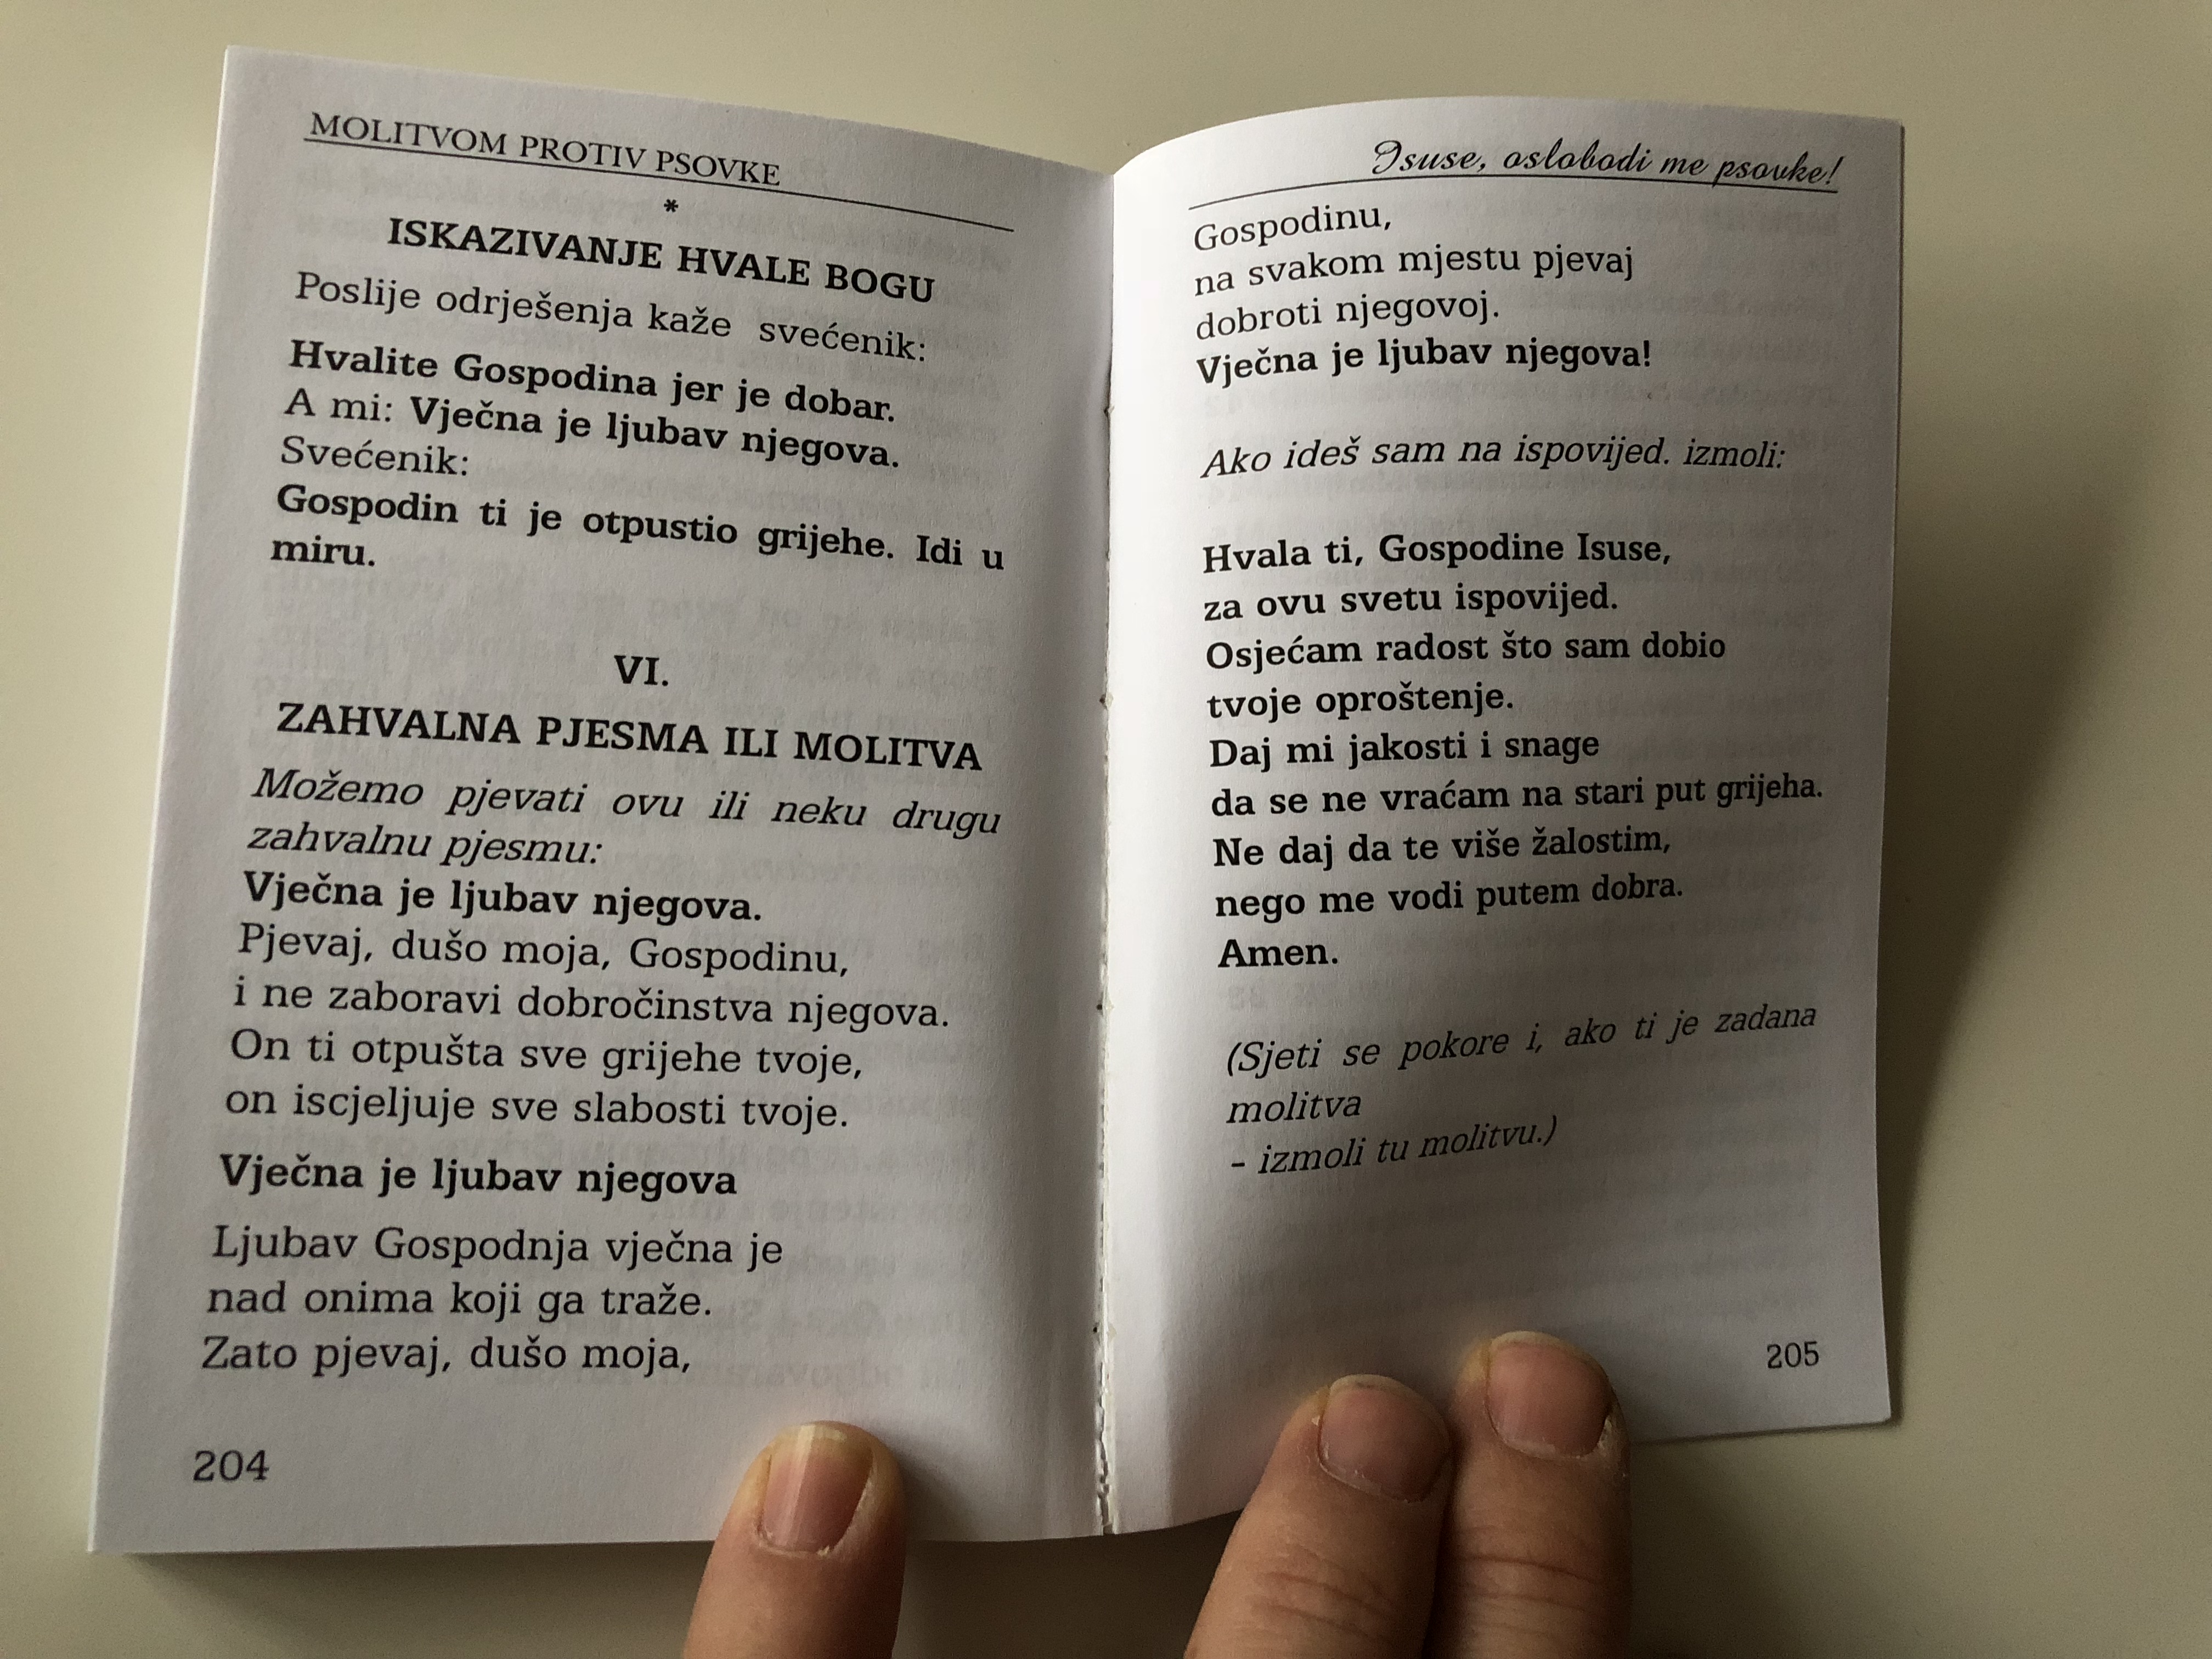 MOLITVOM PROTIV PSOVKE
*
ISKAZIVANJE HVALE BOGU
Poslije odrješenja kaže svećenik:
Hvalite Gospodina jer je dobar.
A mi: Vječna je ljubav njegova.
Svećenik:
Gospodin ti je otpustio grijehe. Idi u
miru.
VI.
ZAHVALNA PJESMA ILI MOLITVA
Možemo pjevati ovu ili neku drugu
zahvalnu pjesmu:
Vječna je ljubav njegova.
Pjevaj, dušo moja, Gospodinu,
i ne zaboravi dobročinstva njegova.
On ti otpušta sve grijehe tvoje,
on iscjeljuje sve slabosti tvoje.
Vječna je ljubav njegova
Ljubav Gospodnja vječna je
nad onima koji ga traže.
Zato pjevaj, dušo moja,
204
Isuse, oslobodi me psovke!
Gospodinu,
na svakom mjestu pjevaj
dobroti njegovoj.
Vječna je ljubav njegova!
Ako ideš sam na ispovijed. izmoli:
Hvala ti, Gospodine Isuse,
za ovu svetu ispovijed.
Osjećam radost što sam dobio
tvoje oproštenje.
Daj mi jakosti i snage
da se ne vraćam na stari put grijeha.
Ne daj da te više žalostim,
nego me vodi putem dobra.
Amen.
(Sjeti se pokore i, ako ti je zadana
molitva
– izmoli tu molitvu.)
205